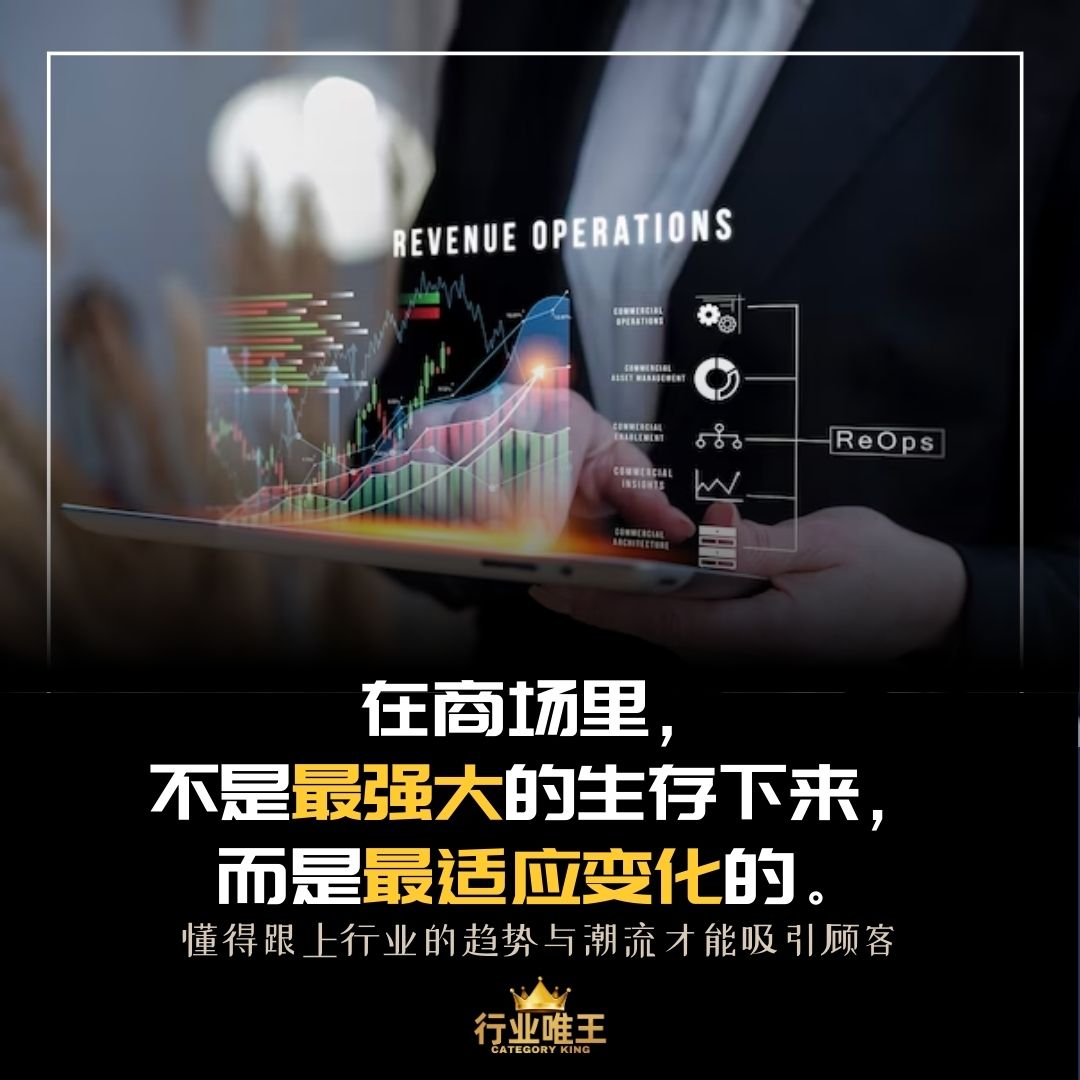 REVENUE OPERATIONS
COMMERCIAL
OPERATIONS
COMMERCIAL
ASSET MANAGEMENT
COMMERCIAL
ENABLEMENT
COMMERCIAL
INSIGHTS
COMMERCIAL
ARCHITECTURE
ReOps
在商场里，
不是最强大的生存下来，
而是最适应变化的。
懂得跟上行业的趋势与潮流才能吸引顾客
行业唯王
CATEGORY KING